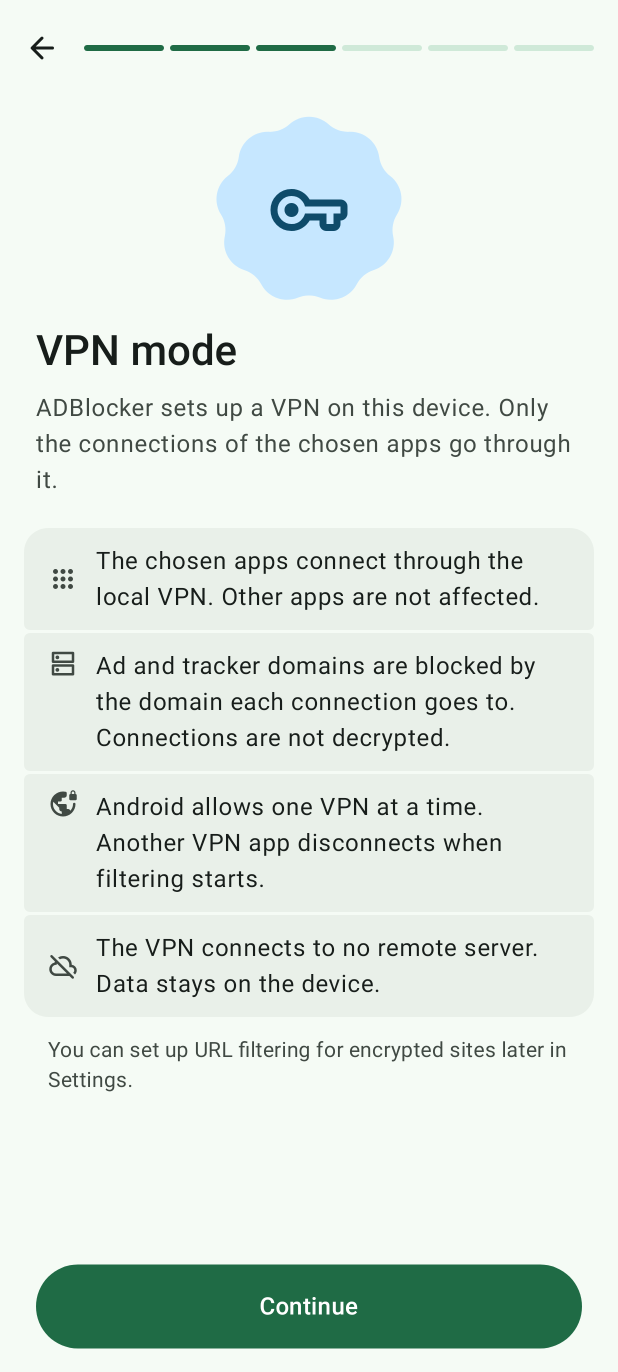 VPN mode
ADBlocker sets up a VPN on this device. Only
the connections of the chosen apps go through
it.
The chosen apps connect through the
local VPN. Other apps are not affected.
Ad and tracker domains are blocked by
the domain each connection goes to.
Connections are not decrypted.
Android allows one VPN at a time.
Another VPN app disconnects when
filtering starts.
The VPN connects to no remote server.
Data stays on the device.
You can set up URL filtering for encrypted sites later in
Settings.
Continue